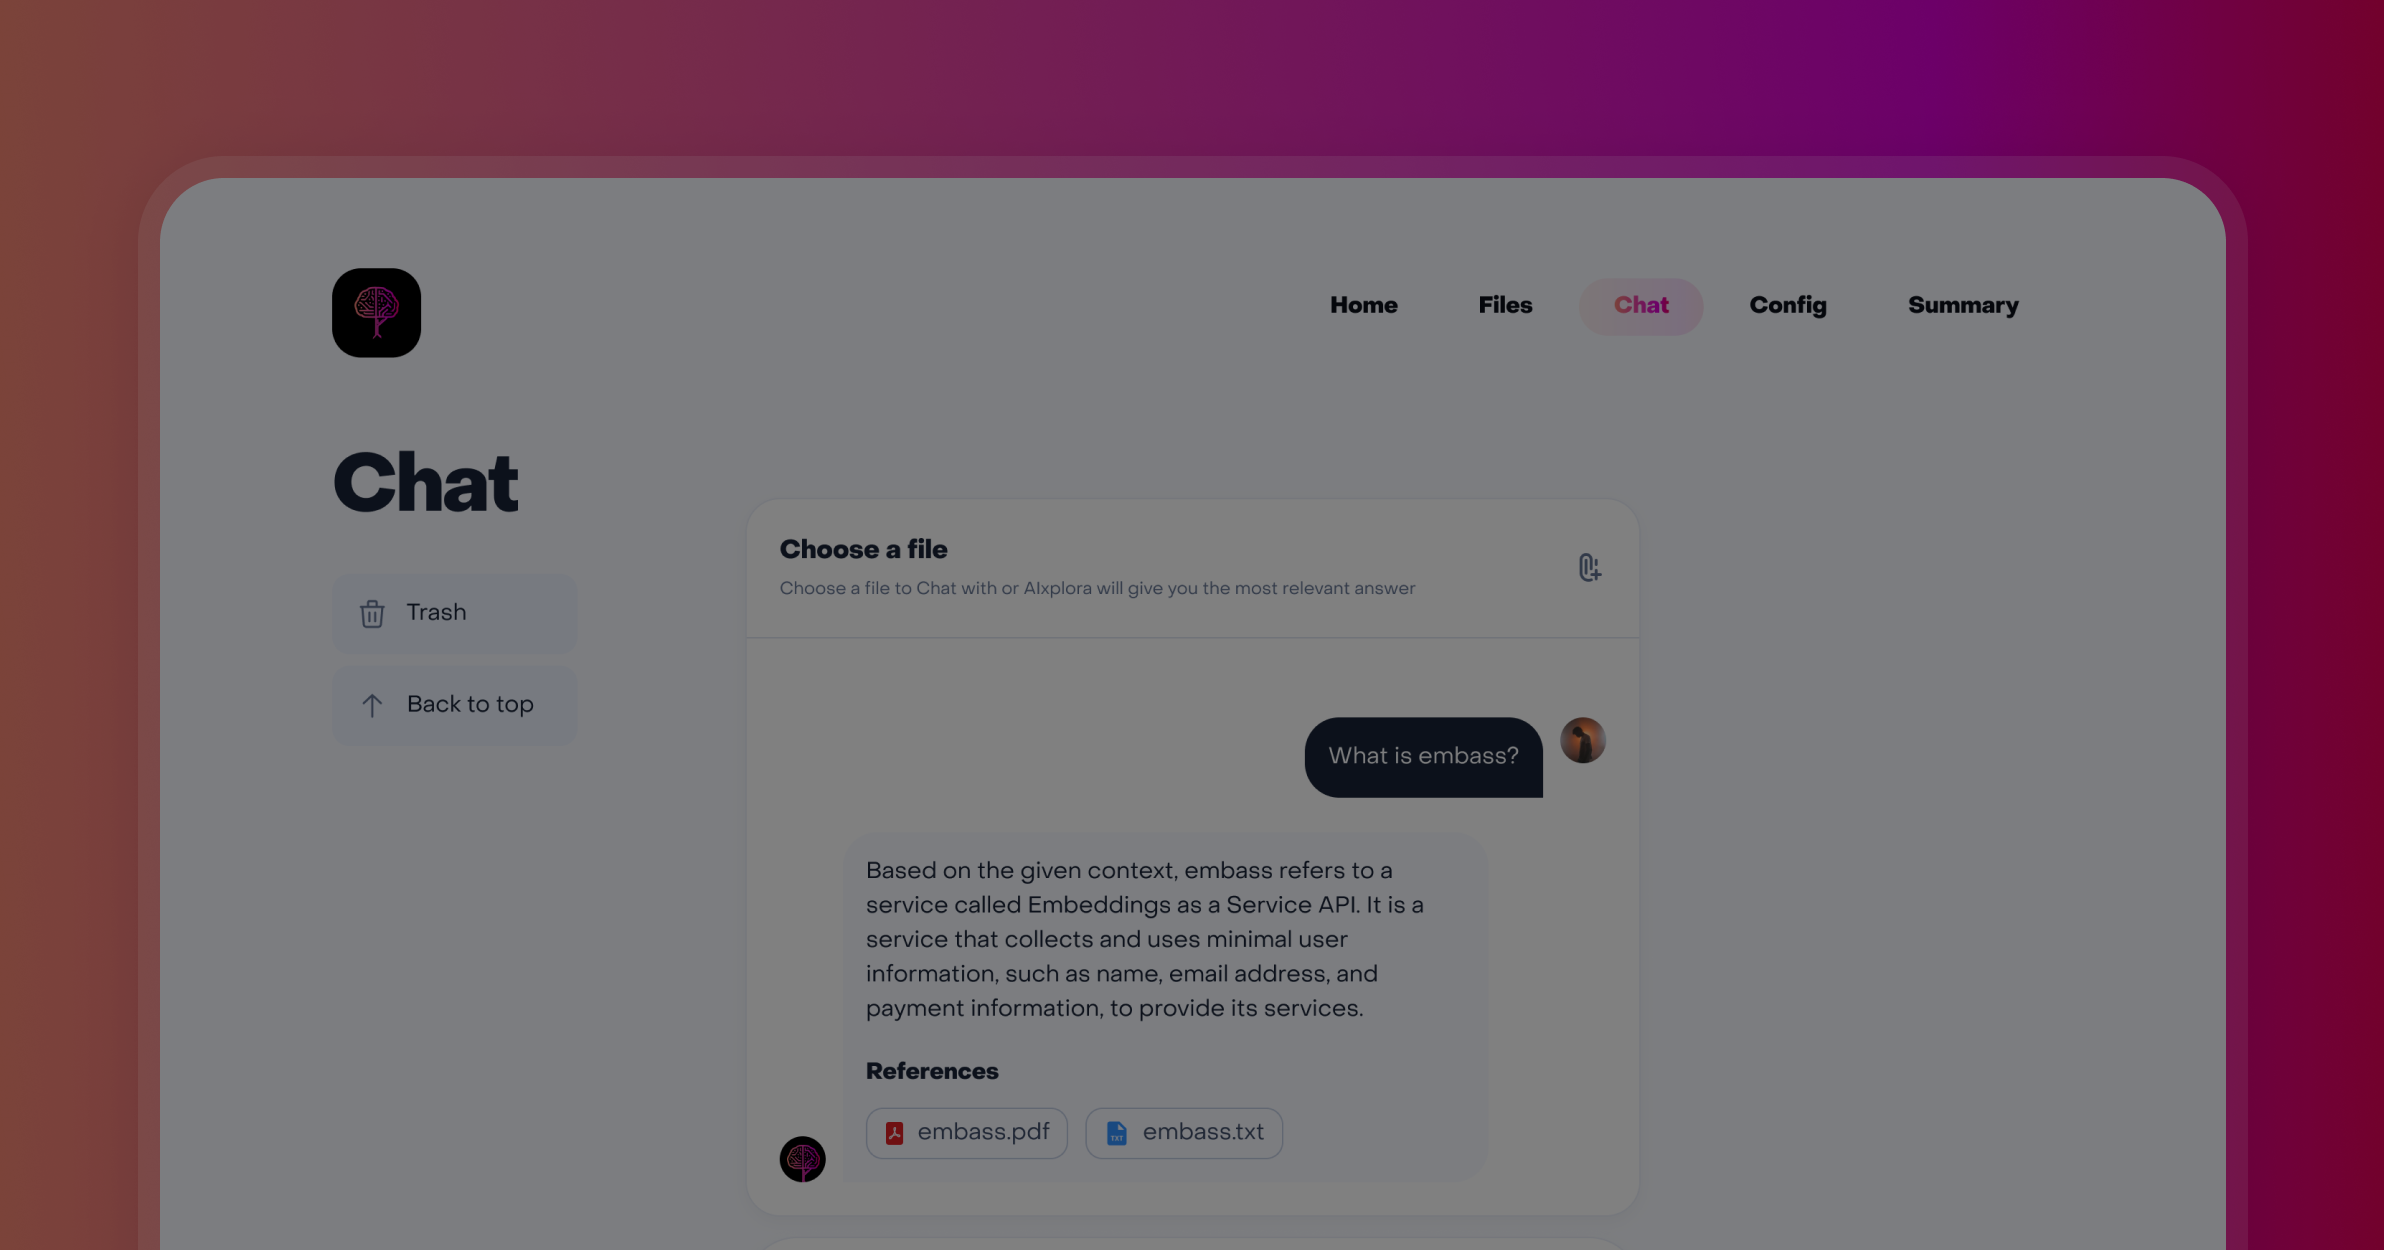 Home Files Chat Config Summary
Chat
Trash
Back to top
Choose a file
Choose a file to Chat with or AIxplora will give you the most relevant answer
What is embass?
Based on the given context, embass refers to a
service called Embeddings as a Service API. It is a
service that collects and uses minimal user
information, such as name, email address, and
payment information, to provide its services.
References
embass.pdf
TXT embass.txt